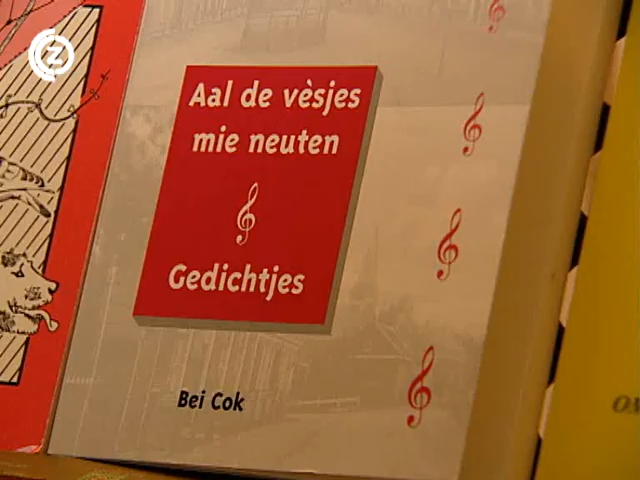 Z
Aal de vèsjes
mie neuten
Gedichtjes
Bei Cok